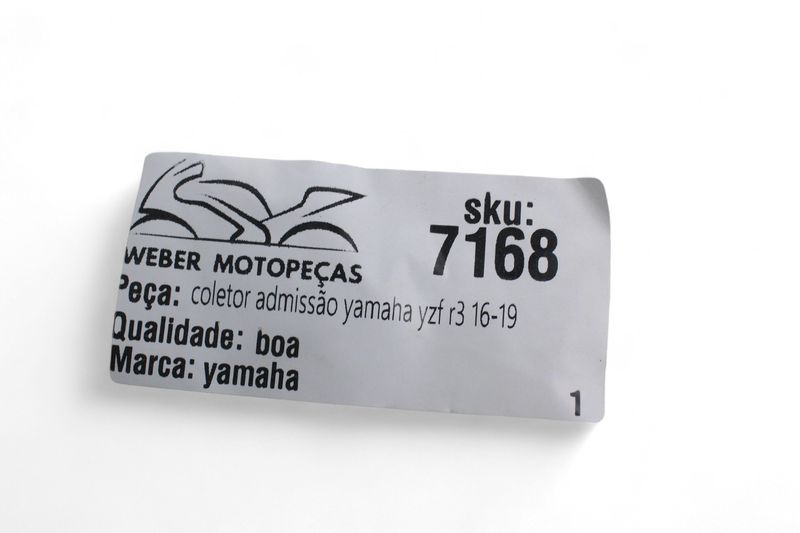 WEBER MOTOPEÇAS
sku:
7168
Peça: coletor admissão yamaha yzf r3 16-19
Qualidade: boa
Marca: yamaha
1